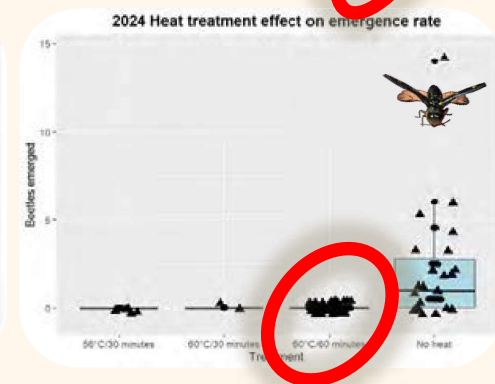 2024 Heat treatment effect on emergence rate
Beetles emerged
15
10
5
0
56°C/30 minutes
60°C/30 minutes
60°C/60 minutes
No heat
Treatment